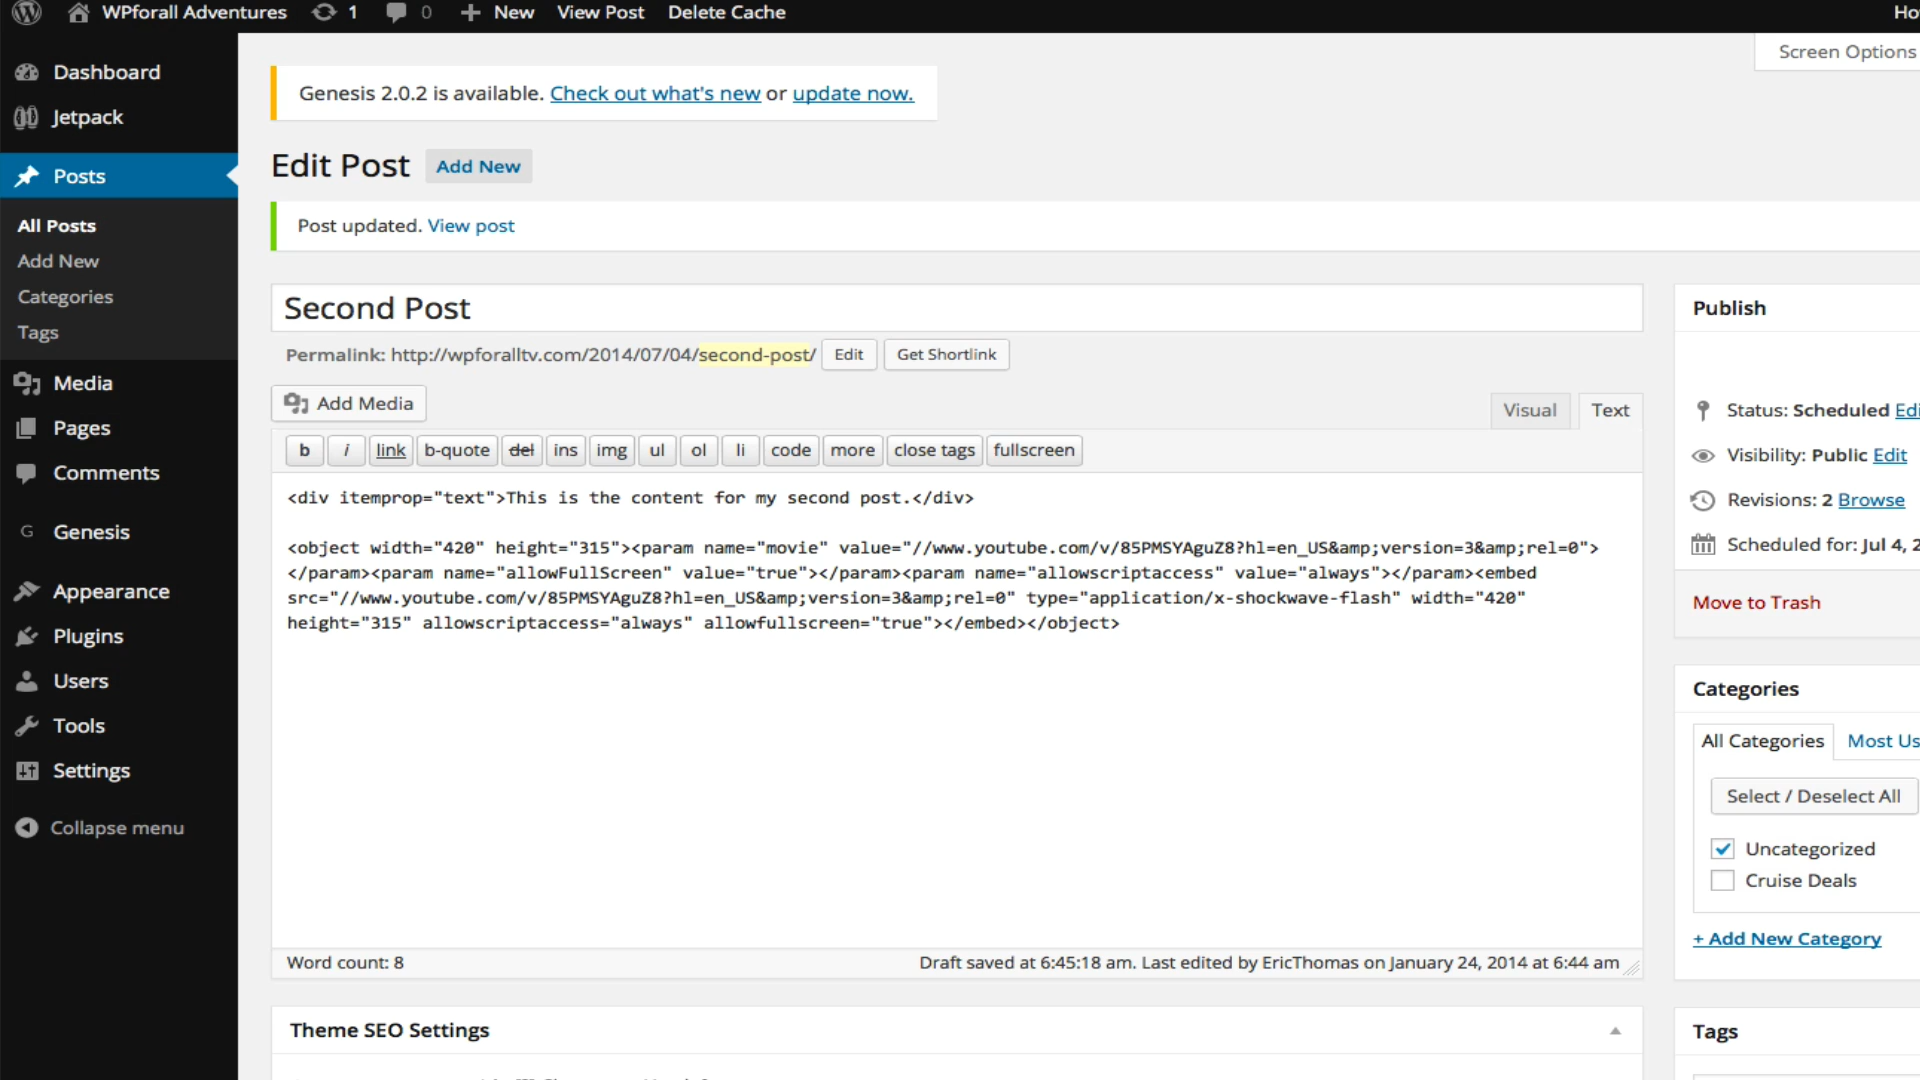 WPforall Adventures 1 0 New View Post Delete Cache
Screen Options
Dashboard
Jetpack
Posts
All Posts
Add New
Categories
Tags
Media
Pages
Comments
G Genesis
Appearance
Plugins
Users
Tools
Settings
Collapse menu
Genesis 2.0.2 is available. Check out what's new or update now.
Edit Post Add New
Post updated. View post
Second Post
Permalink: http://wpforalltv.com/2014/07/04/second-post/ Edit Get Shortlink
Add Media
Visual Text
b i link b-quote del ins img ul ol li code more close tags fullscreen
<div itemprop="text">This is the content for my second post.</div>
<object width="420" height="315"><param name="movie" value="//www.youtube.com/v/85PMSYAguZ8?hl=en_US&amp;version=3&amp;rel=0">
</param><param name="allowFullScreen" value="true"></param><param name="allowscriptaccess" value="always"></param><embed
src="//www.youtube.com/v/85PMSYAguZ8?hl=en_US&amp;version=3&amp;rel=0" type="application/x-shockwave-flash" width="420"
height="315" allowscriptaccess="always" allowfullscreen="true"></embed></object>
Word count: 8
Draft saved at 6:45:18 am. Last edited by EricThomas on January 24, 2014 at 6:44 am
Theme SEO Settings
Publish
Status: Scheduled
Visibility: Public Edit
Revisions: 2 Browse
Scheduled for: Jul 4,
Move to Trash
Categories
All Categories Most
Select / Deselect All
Uncategorized
Cruise Deals
+ Add New Category
Tags